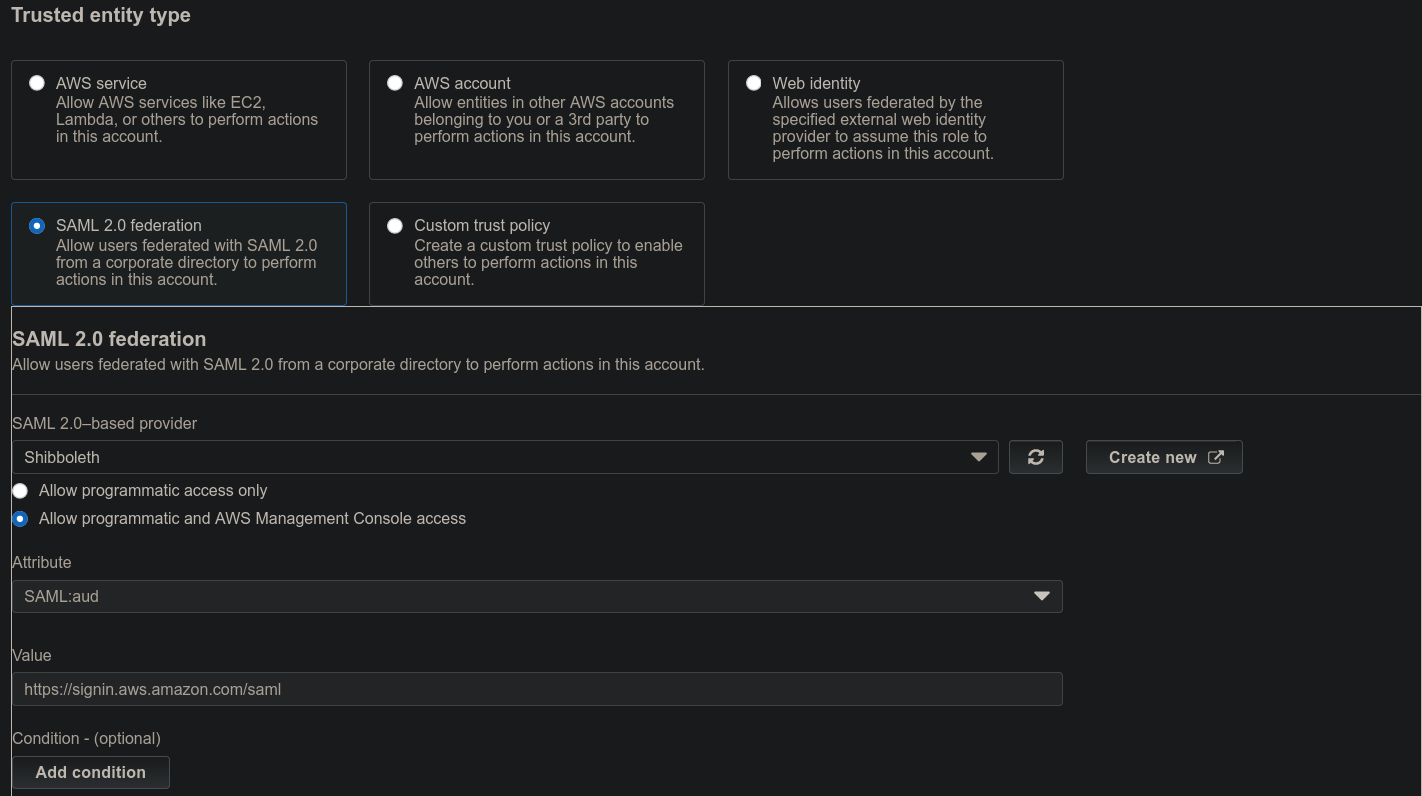 Trusted entity type
AWS service
Allow AWS services like EC2,
Lambda, or others to perform actions
in this account.
AWS account
Allow entities in other AWS accounts
belonging to you or a 3rd party to
perform actions in this account.
Web identity
Allows users federated by the
specified external web identity
provider to assume this role to
perform actions in this account.
SAML 2.0 federation
Allow users federated with SAML 2.0
from a corporate directory to perform
actions in this account.
Custom trust policy
Create a custom trust policy to enable
others to perform actions in this
account.
SAML 2.0 federation
Allow users federated with SAML 2.0 from a corporate directory to perform actions in this account.
SAML 2.0–based provider
Shibboleth
Create new
Allow programmatic access only
Allow programmatic and AWS Management Console access
Attribute
SAML:aud
Value
https://signin.aws.amazon.com/saml
Condition - (optional)
Add condition